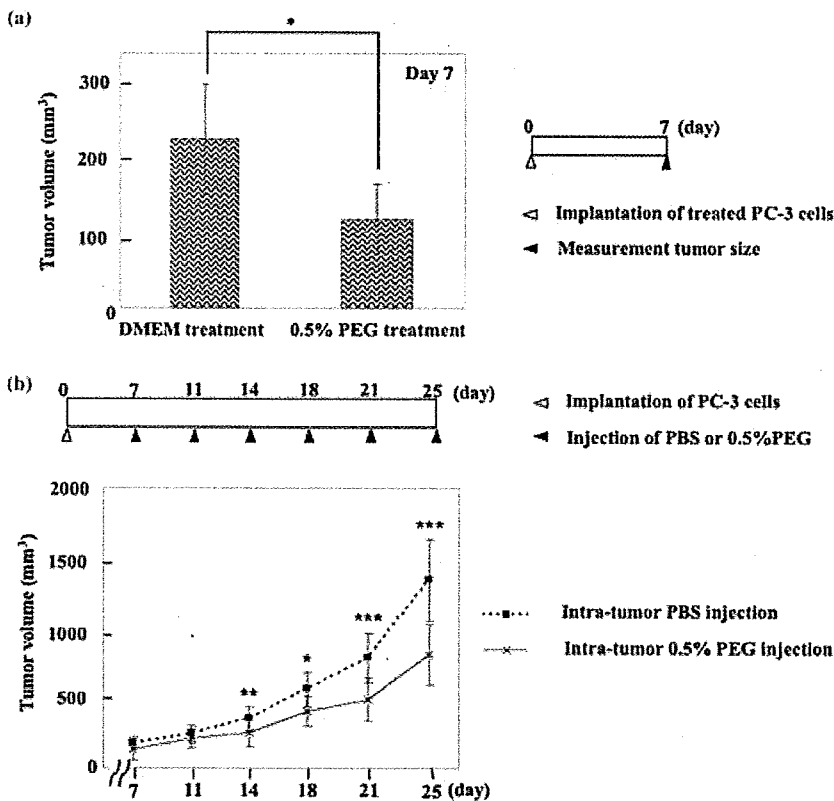 (a)
*
Day 7
Tumor volume (mm³)
300
200
100
0
DMEM treatment
0.5% PEG treatment
0 7 (day)
Implantation of treated PC-3 cells
Measurement tumor size
(b)
0 7 11 14 18 21 25 (day)
Implantation of PC-3 cells
Injection of PBS or 0.5%PEG
Tumor volume (mm³)
2000
1500
1000
500
0
** * *** ***
7 11 14 18 21 25 (day)
Intra-tumor PBS injection
Intra-tumor 0.5% PEG injection